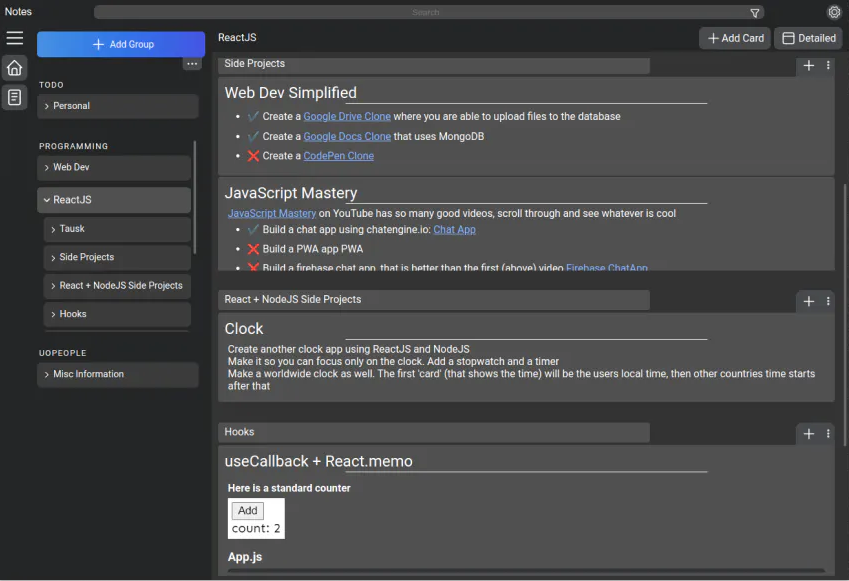 Notes
Search
Add Group
ReactJS
Add Card
Detailed
TODO
Personal
PROGRAMMING
Web Dev
ReactJS
Tausk
Side Projects
React + NodeJS Side Projects
Hooks
UOPEOPLE
Misc Information
Side Projects
Web Dev Simplified
Create a Google Drive Clone where you are able to upload files to the database
Create a Google Docs Clone that uses MongoDB
Create a CodePen Clone
JavaScript Mastery
JavaScript Mastery on YouTube has so many good videos, scroll through and see whatever is cool
Build a chat app using chatengine.io: Chat App
Build a PWA app PWA
Build a firebase chat app, that is better than the first (above) video Firebase ChatApp
React + NodeJS Side Projects
Clock
Create another clock app using ReactJS and NodeJS
Make it so you can focus only on the clock. Add a stopwatch and a timer
Make a worldwide clock as well. The first 'card' (that shows the time) will be the users local time, then other countries time starts
after that
Hooks
useCallback + React.memo
Here is a standard counter
Add
count: 2
App.js